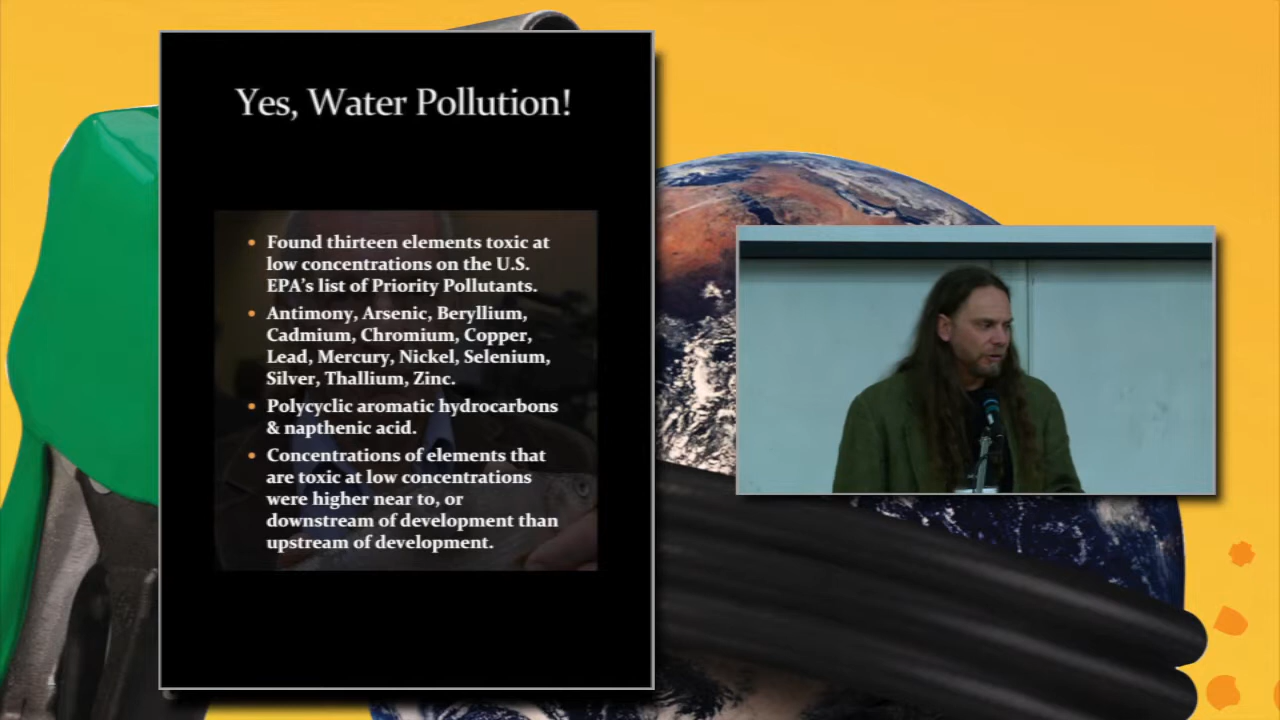 Yes, Water Pollution!
• Found thirteen elements toxic at
low concentrations on the U.S.
EPA's list of Priority Pollutants.
• Antimony, Arsenic, Beryllium,
Cadmium, Chromium, Copper,
Lead, Mercury, Nickel, Selenium,
Silver, Thallium, Zinc.
• Polycyclic aromatic hydrocarbons
& napthenic acid.
• Concentrations of elements that
are toxic at low concentrations
were higher near to, or
downstream of development than
upstream of development.